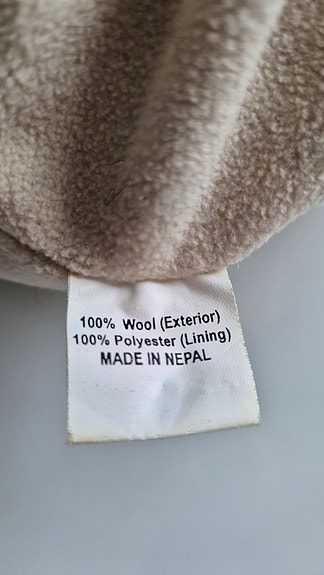 100% Wool (Exterior)
100% Polyester (Lining)
MADE IN NEPAL